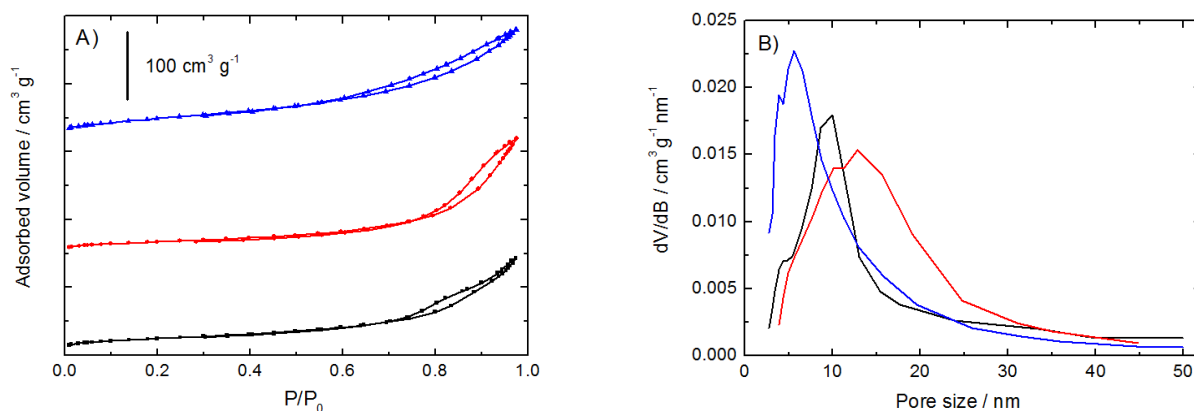 A)
100 cm³ g⁻¹
Adsorbed volume / cm³ g⁻¹
0.0 0.2 0.4 0.6 0.8 1.0
P/P₀
B)
dV/dB / cm³ g⁻¹ nm⁻¹
0.025
0.020
0.015
0.010
0.005
0.000
0 10 20 30 40 50
Pore size / nm